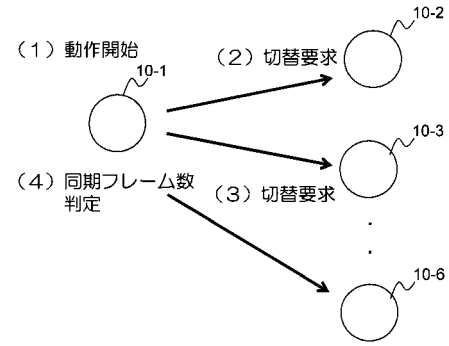 10-2
（1）動作開始
（2）切替要求
10-1
10-3
（4）同期フレーム数
判定
（3）切替要求
・
・
10-6